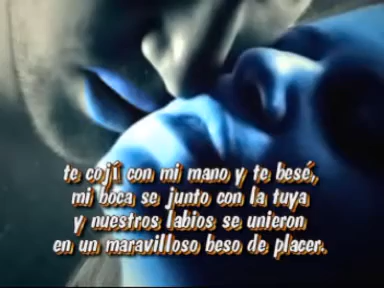 te cojí con mi mano y te besé,
mi boca se junto con la tuya
y nuestros labios se unieron
en un maravilloso beso de placer.